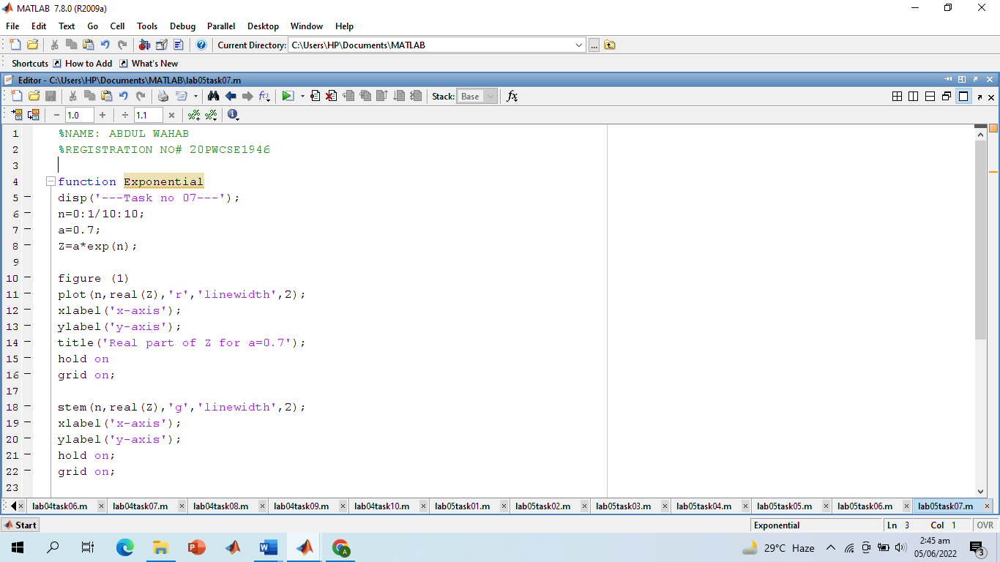 MATLAB 7.8.0 (R2009a)
File Edit Text Go Cell Tools Debug Parallel Desktop Window Help
Current Directory: C:\Users\HP\Documents\MATLAB ...
Shortcuts How to Add What's New
Editor - C:\Users\HP\Documents\MATLAB\lab05task07.m
Stack: Base fx
− 1.0 + ÷ 1.1 ×
1 %NAME: ABDUL WAHAB
2 %REGISTRATION NO# 20PWCSE1946
3
4 function Exponential
5 disp('---Task no 07---');
6 n=0:1/10:10;
7 a=0.7;
8 Z=a*exp(n);
9
10 figure (1)
11 plot(n,real(Z),'r','linewidth',2);
12 xlabel('x-axis');
13 ylabel('y-axis');
14 title('Real part of Z for a=0.7');
15 hold on
16 grid on;
17
18 stem(n,real(Z),'g','linewidth',2);
19 xlabel('x-axis');
20 ylabel('y-axis');
21 hold on;
22 grid on;
23
lab04task06.m lab04task07.m lab04task08.m lab04task09.m lab04task10.m lab05task01.m lab05task02.m lab05task03.m lab05task04.m lab05task05.m lab05task06.m lab05task07.m
Start Exponential Ln 3 Col 1 OVR
29°C Haze 2:45 am
05/06/2022 3